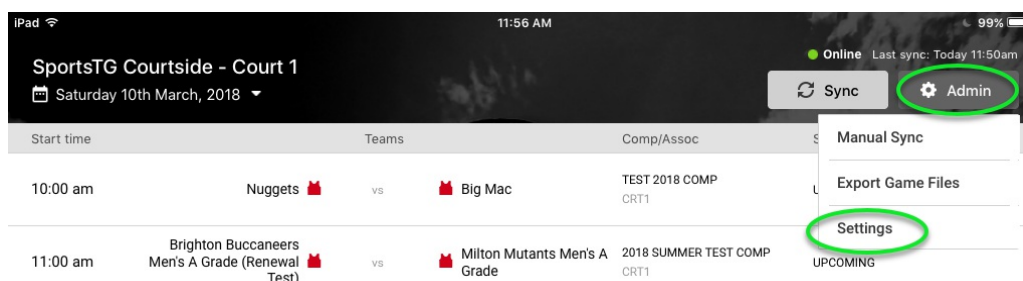 iPad 11:56 AM 99%
Online Last sync: Today 11:50am
SportsTG Courtside - Court 1
Saturday 10th March, 2018
Sync Admin
Start time Teams Comp/Assoc S
Manual Sync
Export Game Files
Settings
10:00 am Nuggets vs Big Mac TEST 2018 COMP
CRT1
11:00 am Brighton Buccaneers
Men's A Grade (Renewal
Test) vs Milton Mutants Men's A
Grade 2018 SUMMER TEST COMP
CRT1 UPCOMING